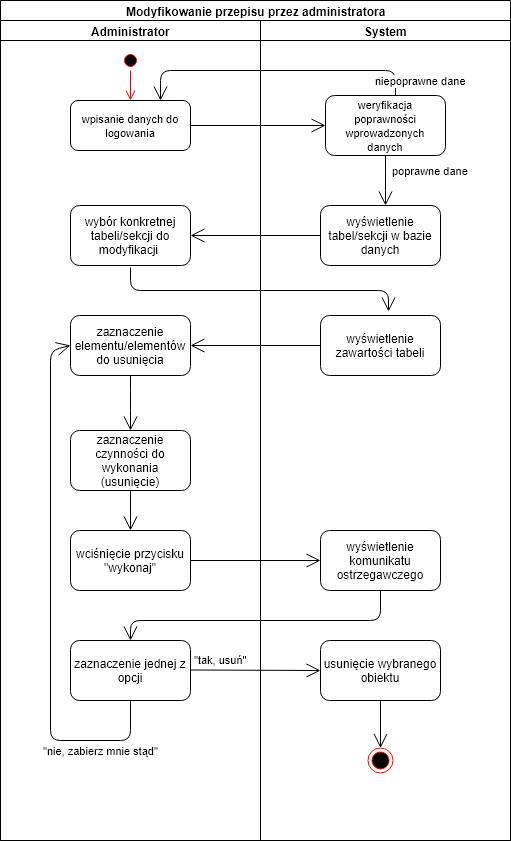 Modyfikowanie przepisu przez administratora
Administrator
System
niepoprawne dane
wpisanie danych do
logowania
weryfikacja
poprawności
wprowadzonych
danych
poprawne dane
wybór konkretnej
tabeli/sekcji do
modyfikacji
wyświetlenie
tabel/sekcji w bazie
danych
zaznaczenie
elementu/elementów
do usunięcia
wyświetlenie
zawartości tabeli
zaznaczenie
czynności do
wykonania
(usunięcie)
wciśnięcie przycisku
"wykonaj"
wyświetlenie
komunikatu
ostrzegawczego
zaznaczenie jednej z
opcji
"tak, usuń"
usunięcie wybranego
obiektu
"nie, zabierz mnie stąd"